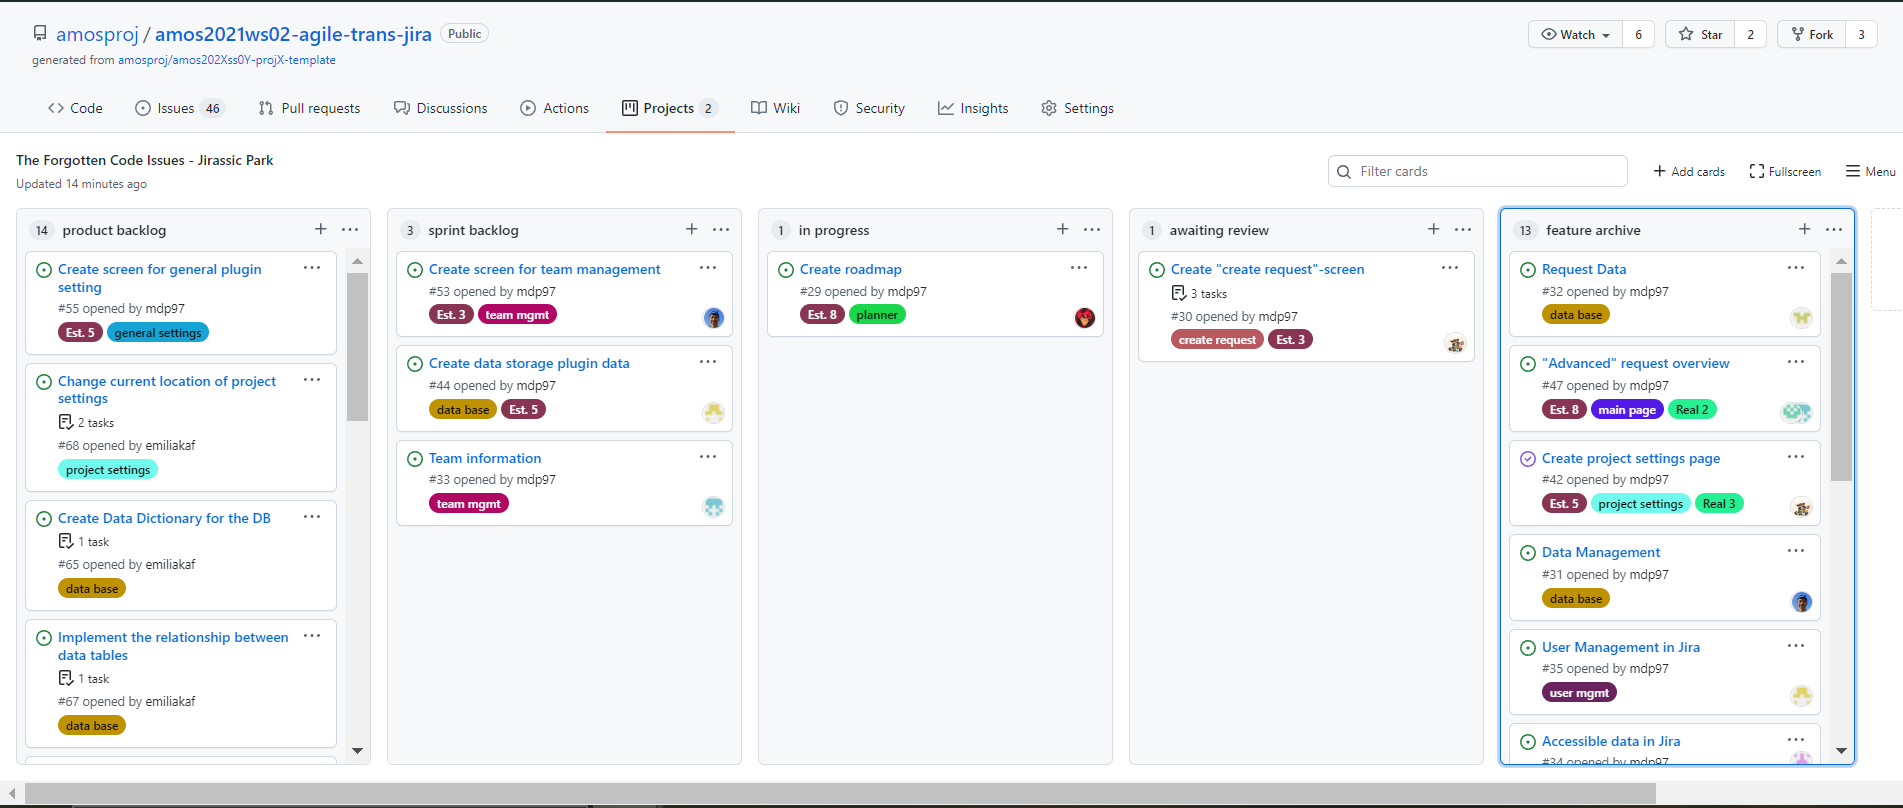 amosproj / amos2021ws02-agile-trans-jira Public
Watch 6 Star 2 Fork 3
generated from amosproj/amos202Xss0Y-projX-template
Code Issues 46 Pull requests Discussions Actions Projects 2 Wiki Security Insights Settings
The Forgotten Code Issues - Jirassic Park
Updated 14 minutes ago
Filter cards
+ Add cards Fullscreen Menu
14 product backlog + ...
Create screen for general plugin ...
setting
#55 opened by mdp97
Est. 5 general settings
Change current location of project ...
settings
2 tasks
#68 opened by emiliakaf
project settings
Create Data Dictionary for the DB ...
1 task
#65 opened by emiliakaf
data base
Implement the relationship between ...
data tables
1 task
#67 opened by emiliakaf
data base
3 sprint backlog + ...
Create screen for team management ...
#53 opened by mdp97
Est. 3 team mgmt
Create data storage plugin data ...
#44 opened by mdp97
data base Est. 5
Team information ...
#33 opened by mdp97
team mgmt
1 in progress + ...
Create roadmap ...
#29 opened by mdp97
Est. 8 planner
1 awaiting review + ...
Create "create request"-screen ...
3 tasks
#30 opened by mdp97
create request Est. 3
13 feature archive + ...
Request Data ...
#32 opened by mdp97
data base
"Advanced" request overview ...
#47 opened by mdp97
Est. 8 main page Real 2
Create project settings page ...
#42 opened by mdp97
Est. 5 project settings Real 3
Data Management ...
#31 opened by mdp97
data base
User Management in Jira ...
#35 opened by mdp97
user mgmt
Accessible data in Jira ...
#34 opened by mdp97